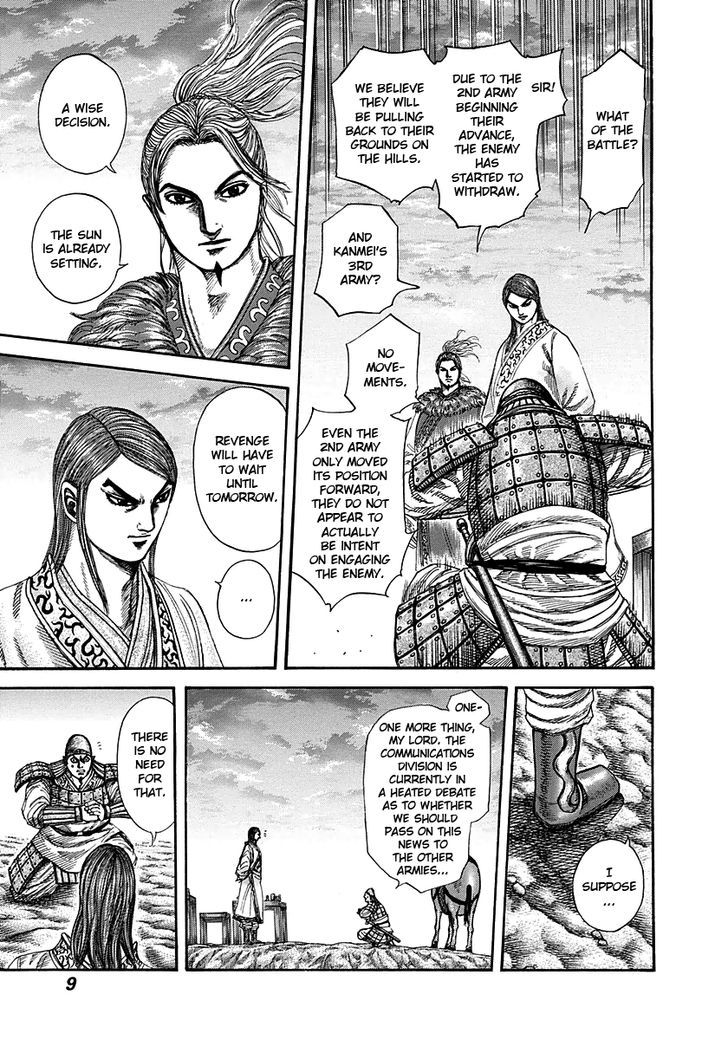 WHAT
OF THE
BATTLE?
SIR!
DUE TO THE
2ND ARMY
BEGINNING
THEIR
ADVANCE,
THE ENEMY
HAS
STARTED TO
WITHDRAW.
WE BELIEVE
THEY WILL
BE PULLING
BACK TO THEIR
GROUNDS ON
THE HILLS.
AND
KANMEI'S
3RD
ARMY?
NO
MOVE-
MENTS.
EVEN THE
2ND ARMY
ONLY MOVED
ITS POSITION
FORWARD,
THEY DO NOT
APPEAR TO
ACTUALLY
BE INTENT
ON ENGAGING
THE ENEMY.
A WISE
DECISION.
THE SUN
IS ALREADY
SETTING.
REVENGE
WILL HAVE
TO WAIT
UNTIL
TOMORROW.
...
I
SUPPOSE
...
ONE-
ONE MORE THING,
MY LORD. THE
COMMUNICATIONS
DIVISION IS
CURRENTLY IN
A HEATED DEBATE
AS TO WHETHER
WE SHOULD
PASS ON THIS
NEWS TO
THE OTHER
ARMIES...
THERE
IS NO
NEED
FOR
THAT.
9